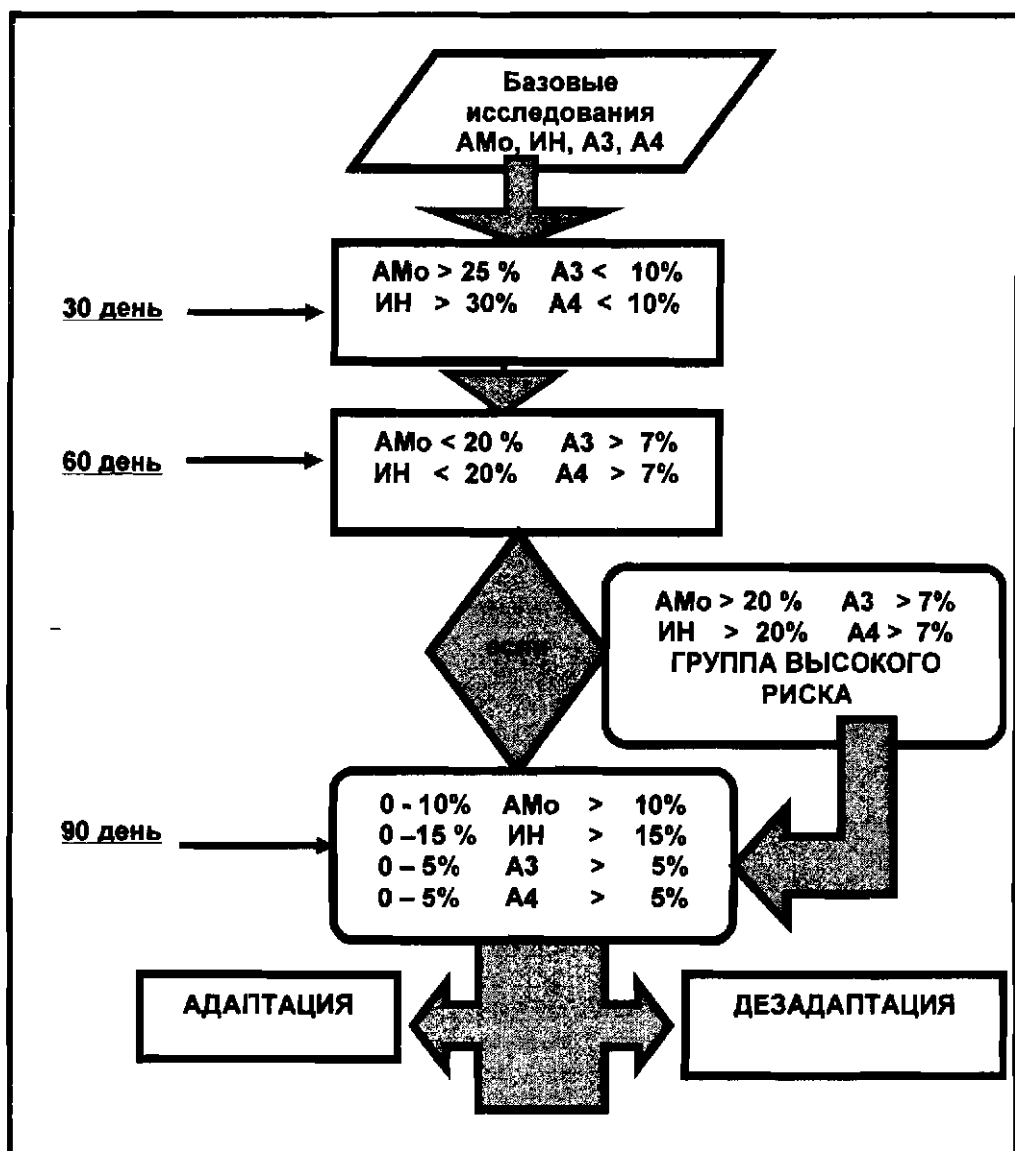 Базовые
исследования
АМо, ИН, А3, А4
30 день
АМо > 25 % А3 < 10%
ИН > 30% А4 < 10%
60 день
АМо < 20 % А3 > 7%
ИН < 20% А4 > 7%
АМо > 20 % А3 > 7%
ИН > 20% А4 > 7%
ГРУППА ВЫСОКОГО
РИСКА
90 день
0 - 10% АМо > 10%
0 –15 % ИН > 15%
0 – 5% А3 > 5%
0 – 5% А4 > 5%
АДАПТАЦИЯ
ДЕЗАДАПТАЦИЯ